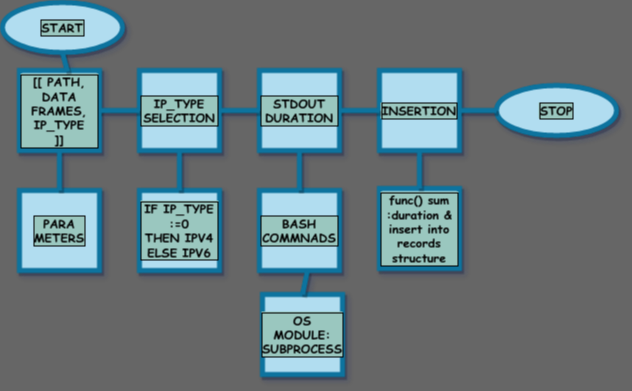 START
[[ PATH,
DATA
FRAMES,
IP_TYPE
]]
IP_TYPE
SELECTION
STDOUT
DURATION
INSERTION
STOP
PARA
METERS
IF IP_TYPE
:=0
THEN IPV4
ELSE IPV6
BASH
COMMNADS
func() sum
:duration &
insert into
records
structure
OS
MODULE:
SUBPROCESS